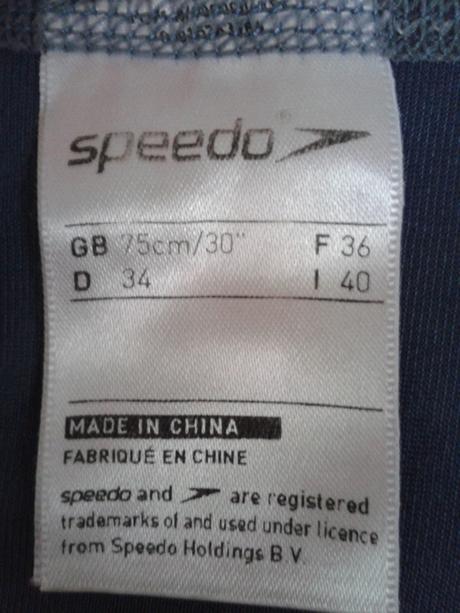 speedo
GB 75cm/30" F 36
D 34 I 40
MADE IN CHINA
FABRIQUÉ EN CHINE
speedo and are registered
trademarks of and used under licence
from Speedo Holdings B.V.